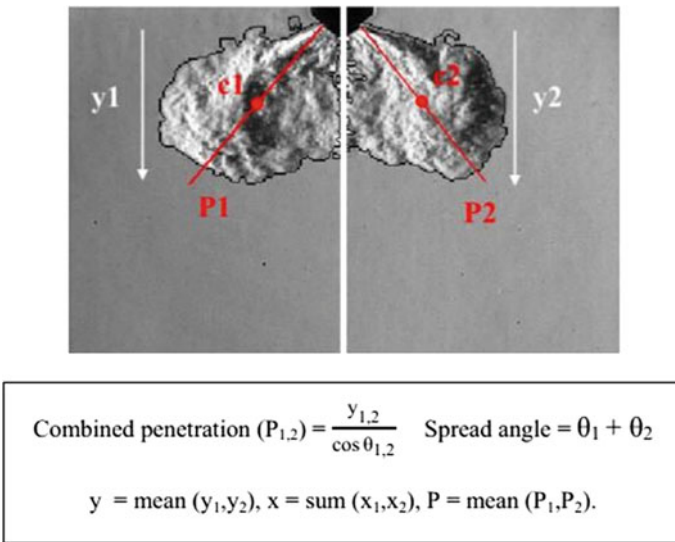 y1 c1 c2 y2
P1 P2
Combined penetration (P₁,₂) = y₁,₂ / cos θ₁,₂ Spread angle = θ₁ + θ₂
y = mean (y₁,y₂), x = sum (x₁,x₂), P = mean (P₁,P₂).